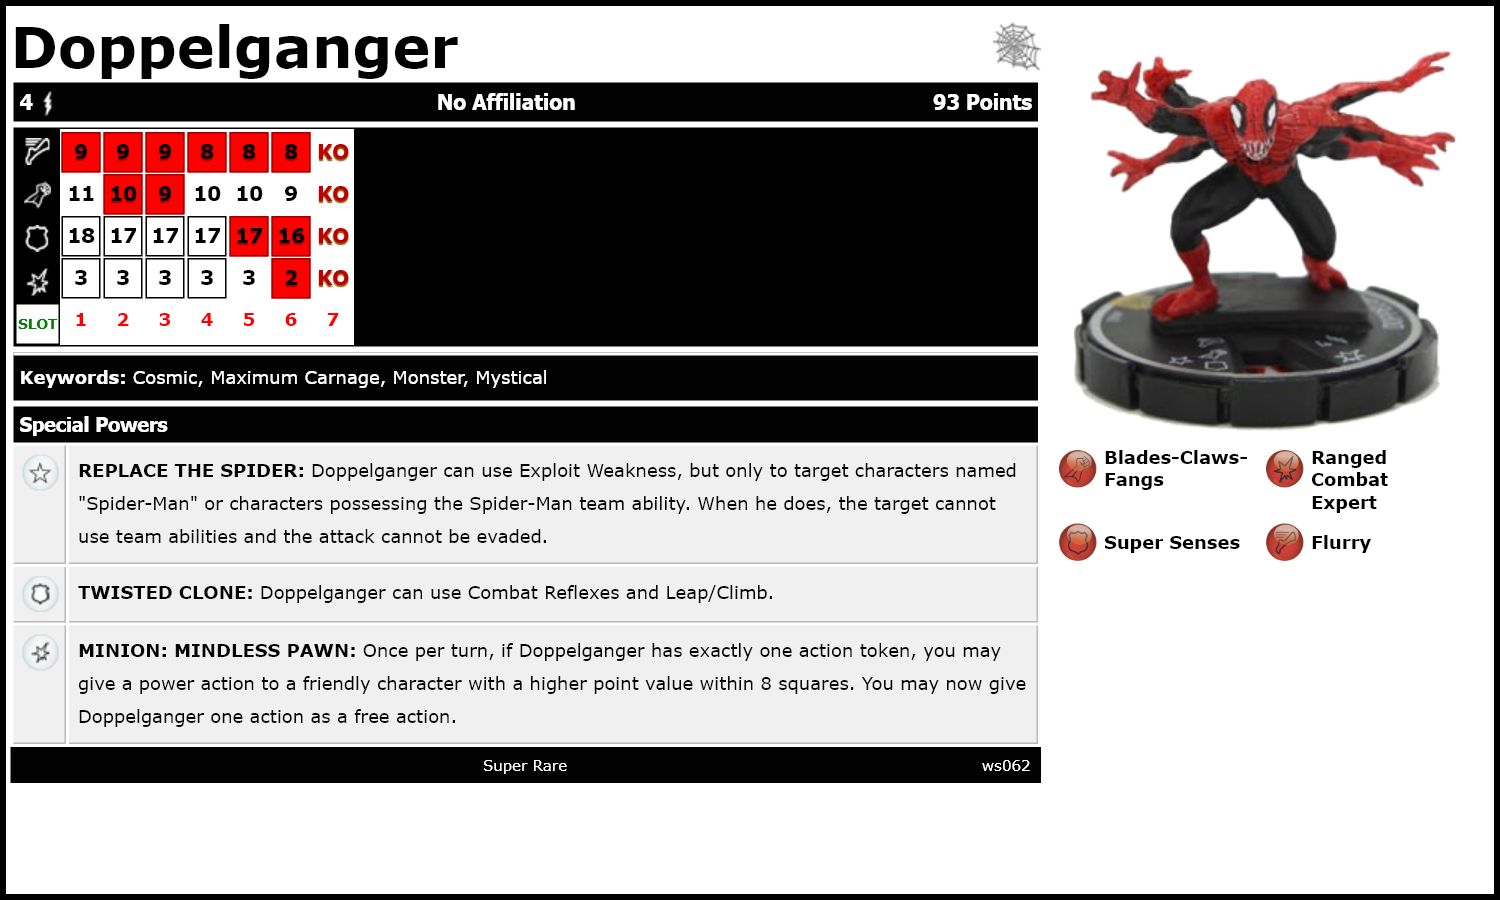 Doppelganger
4 No Affiliation 93 Points
9 9 9 8 8 8 KO
11 10 9 10 10 9 KO
18 17 17 17 17 16 KO
3 3 3 3 3 2 KO
SLOT 1 2 3 4 5 6 7
Keywords: Cosmic, Maximum Carnage, Monster, Mystical
Special Powers
REPLACE THE SPIDER: Doppelganger can use Exploit Weakness, but only to target characters named
"Spider-Man" or characters possessing the Spider-Man team ability. When he does, the target cannot
use team abilities and the attack cannot be evaded.
TWISTED CLONE: Doppelganger can use Combat Reflexes and Leap/Climb.
MINION: MINDLESS PAWN: Once per turn, if Doppelganger has exactly one action token, you may
give a power action to a friendly character with a higher point value within 8 squares. You may now give
Doppelganger one action as a free action.
Super Rare ws062
Blades-Claws-
Fangs
Ranged
Combat
Expert
Super Senses
Flurry